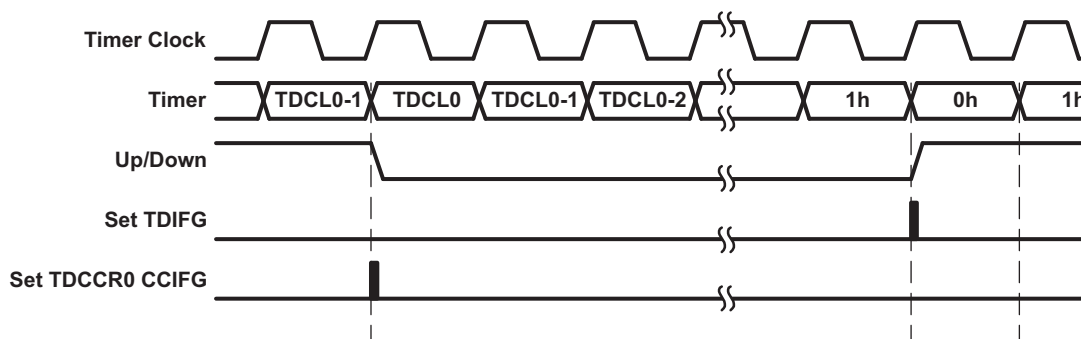 Timer Clock
Timer TDCL0-1 TDCL0 TDCL0-1 TDCL0-2 1h 0h 1h
Up/Down
Set TDIFG
Set TDCCR0 CCIFG